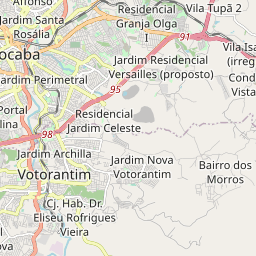 Affonso
Jardim Santa
Rosália
Residencial
Granja Olga
I
Vila Tupã 2
91
ocaba
Jardim Residencial
Versailles (proposto)
Vila Isa
(irreg
Jardim Perimetral
95
Cond
Vista
Portal
lina
Residencial
Jardim Celeste
98
Jardim Archilla
Votorantim
Jardim Nova
Votorantim
Bairro dos
Morros
Cj. Hab. Dr.
Eliseu Rofrigues
Vieira
ova